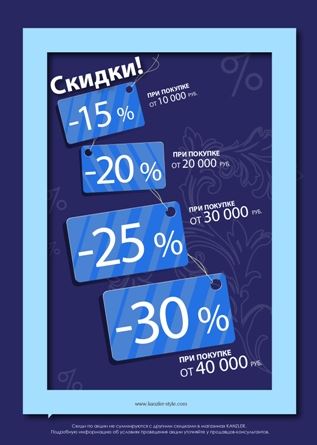 Скидки!
-15 %
ПРИ ПОКУПКЕ
ОТ 10 000 РУБ.
-20 %
ПРИ ПОКУПКЕ
ОТ 20 000 РУБ.
-25 %
ПРИ ПОКУПКЕ
ОТ 30 000 РУБ.
-30 %
ПРИ ПОКУПКЕ
ОТ 40 000 РУБ.
www.kanzler-style.com
Скидки по акции не суммируются с другими скидками в магазинах KANZLER.
Подробную информацию об условиях проведения акции уточняйте у продавцов-консультантов.